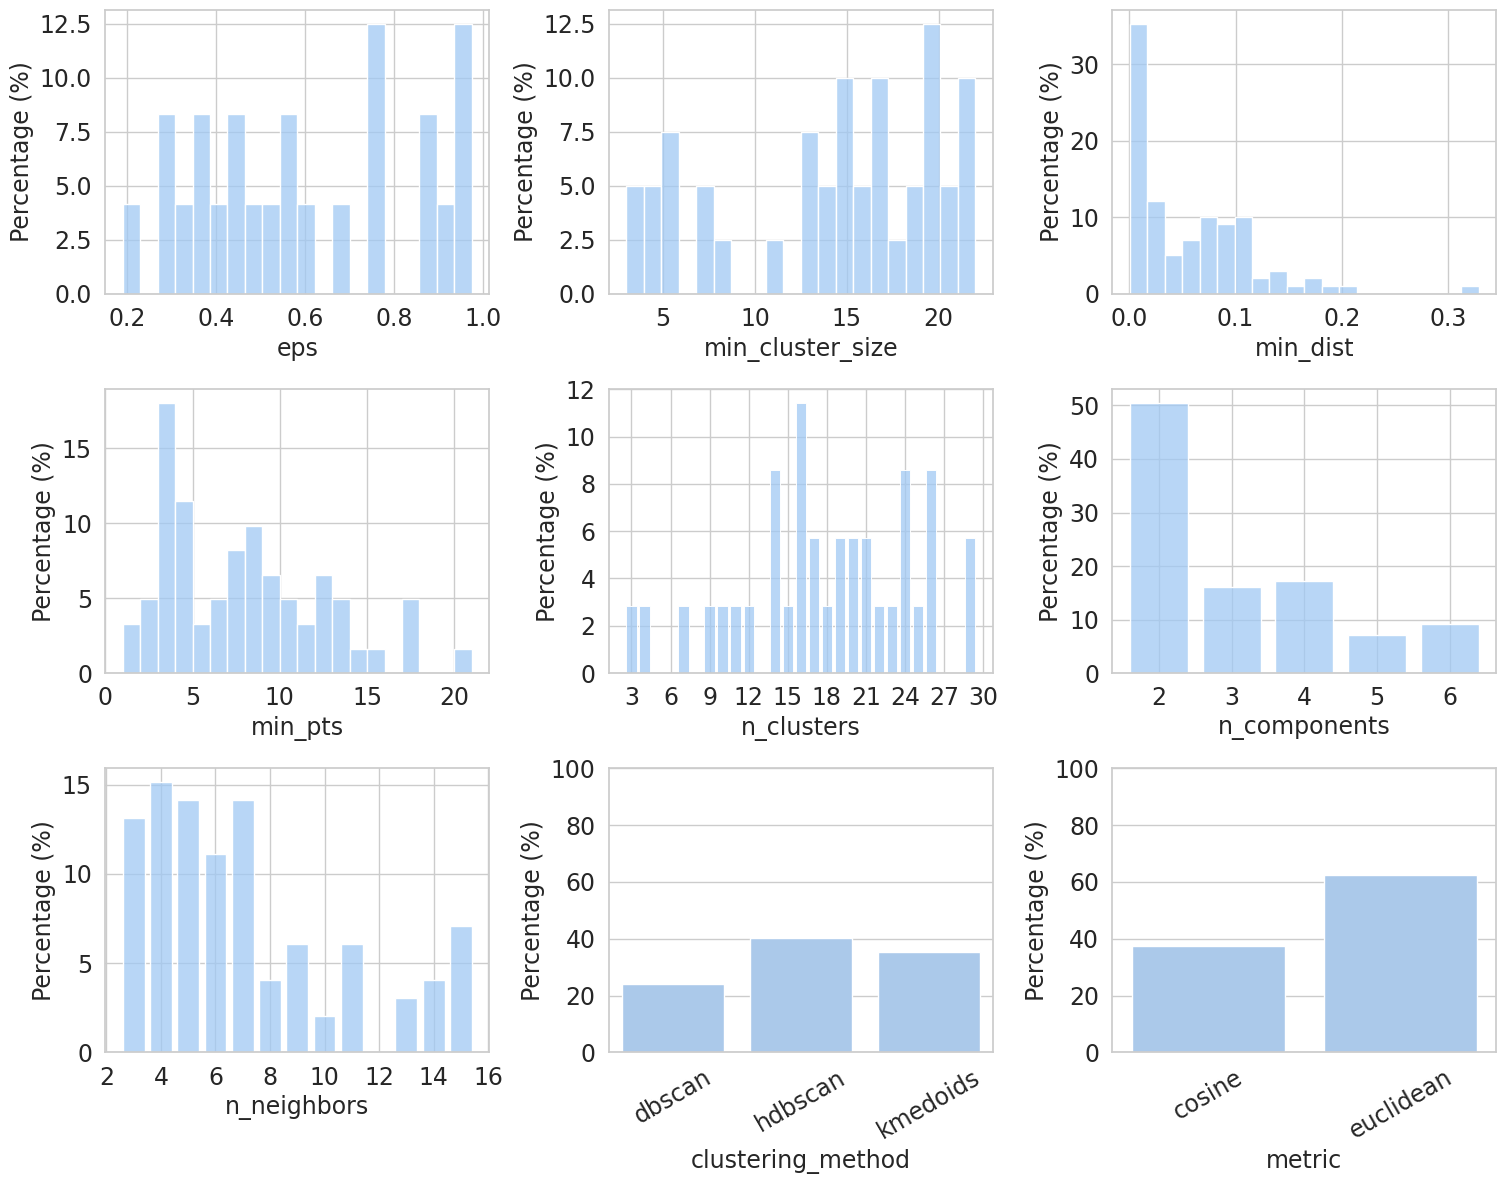 Percentage (%)
12.5
10.0
7.5
5.0
2.5
0.0
0.2 0.4 0.6 0.8 1.0
eps
Percentage (%)
12.5
10.0
7.5
5.0
2.5
0.0
5 10 15 20
min_cluster_size
Percentage (%)
30
20
10
0
0.0 0.1 0.2 0.3
min_dist
Percentage (%)
15
10
5
0
0 5 10 15 20
min_pts
Percentage (%)
12
10
8
6
4
2
0
3 6 9 12 15 18 21 24 27 30
n_clusters
Percentage (%)
50
40
30
20
10
0
2 3 4 5 6
n_components
Percentage (%)
15
10
5
0
2 4 6 8 10 12 14 16
n_neighbors
Percentage (%)
100
80
60
40
20
0
dbscan hdbscan kmedoids
clustering_method
Percentage (%)
100
80
60
40
20
0
cosine euclidean
metric